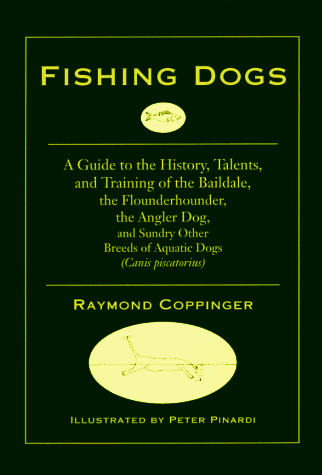 FISHING DOGS
A Guide to the History, Talents,
and Training of the Baildale,
the Flounderhounder,
the Angler Dog,
and Sundry Other
Breeds of Aquatic Dogs
(Canis piscatorius)
RAYMOND COPPINGER
ILLUSTRATED BY PETER PINARDI